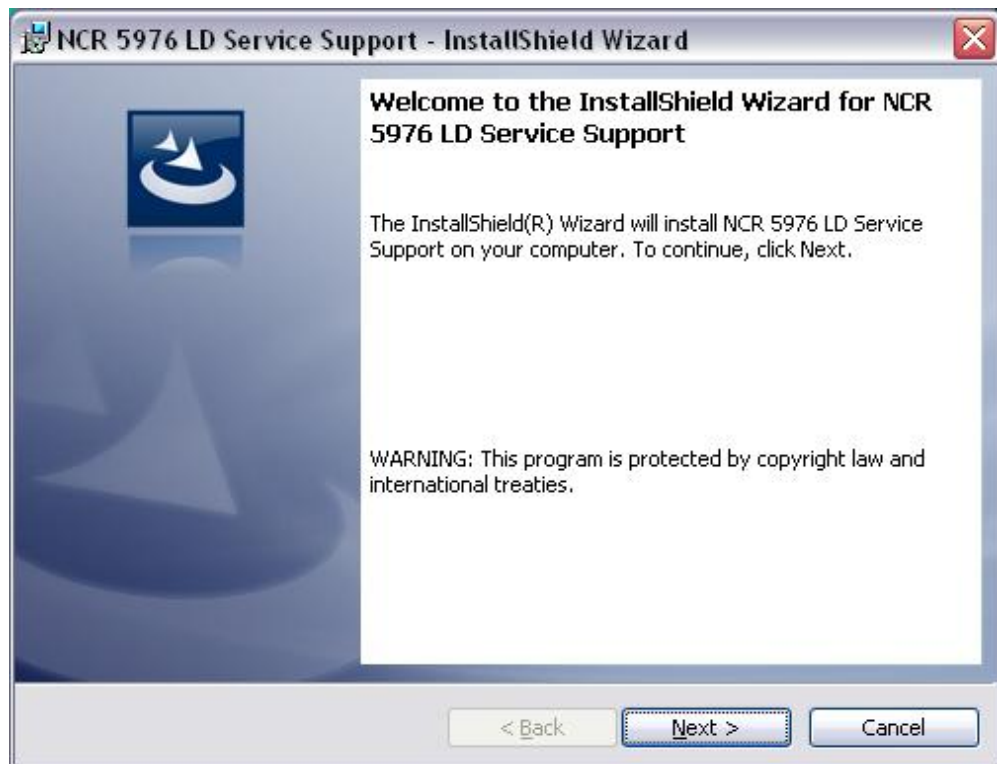 NCR 5976 LD Service Support - InstallShield Wizard
Welcome to the InstallShield Wizard for NCR
5976 LD Service Support
The InstallShield(R) Wizard will install NCR 5976 LD Service
Support on your computer. To continue, click Next.
WARNING: This program is protected by copyright law and
international treaties.
< Back
Next >
Cancel